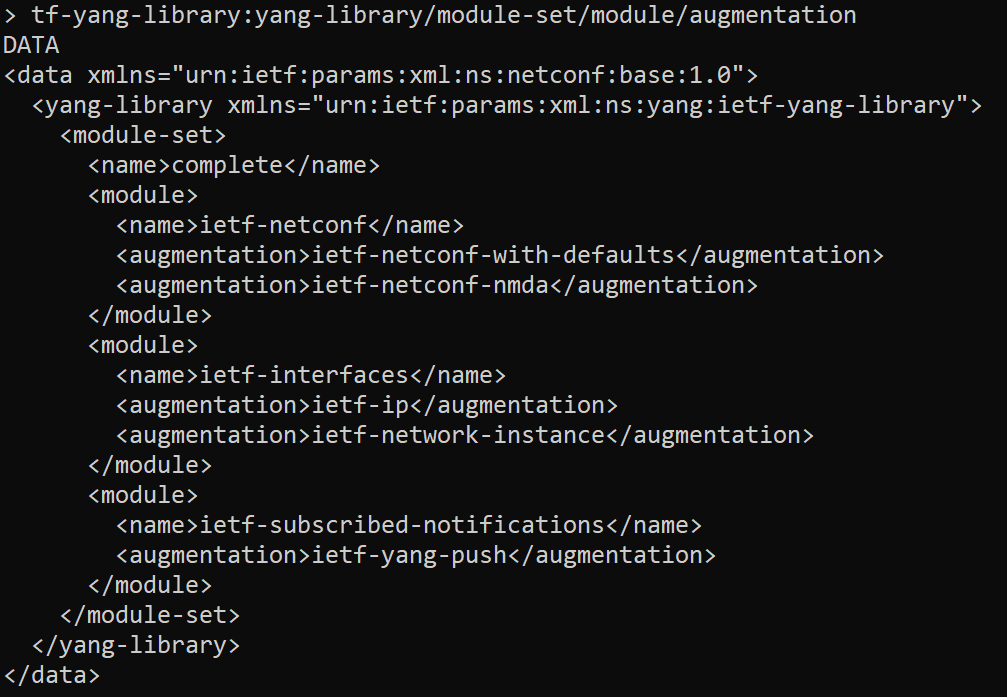 > tf-yang-library:yang-library/module-set/module/augmentation
DATA
<data xmlns="urn:ietf:params:xml:ns:netconf:base:1.0">
  <yang-library xmlns="urn:ietf:params:xml:ns:yang:ietf-yang-library">
    <module-set>
      <name>complete</name>
      <module>
        <name>ietf-netconf</name>
        <augmentation>ietf-netconf-with-defaults</augmentation>
        <augmentation>ietf-netconf-nmda</augmentation>
      </module>
      <module>
        <name>ietf-interfaces</name>
        <augmentation>ietf-ip</augmentation>
        <augmentation>ietf-network-instance</augmentation>
      </module>
      <module>
        <name>ietf-subscribed-notifications</name>
        <augmentation>ietf-yang-push</augmentation>
      </module>
    </module-set>
  </yang-library>
</data>